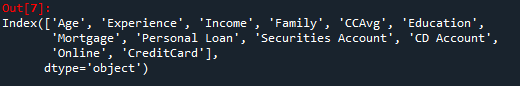 Out[7]:
Index(['Age', 'Experience', 'Income', 'Family', 'CCAvg', 'Education',
'Mortgage', 'Personal Loan', 'Securities Account', 'CD Account',
'Online', 'CreditCard'],
dtype='object')